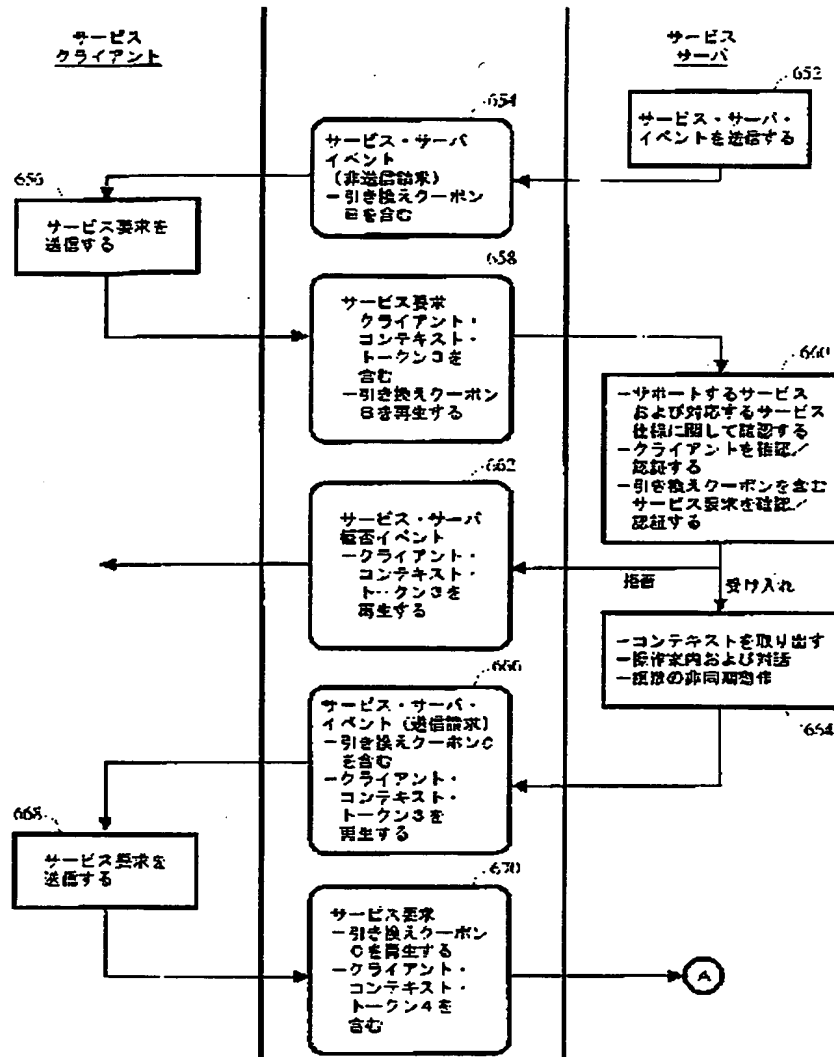 サービス
クライアント
サービス
サーバ
652
サービス・サーバ・
イベントを送信する
654
サービス・サーバ
イベント
(非送信請求)
ー引き換えクーポン
Bを含む
656
サービス要求を
送信する
658
サービス要求
クライアント・
コンテキスト・
トークン3を
含む
ー引き換えクーポン
Bを再生する
660
ーサポートするサービス
および対応するサービス
仕様に関して認認する
ークライアントを確認/
認証する
ー引き換えクーポンを含む
サービス要求を確認/
認証する
662
サービス・サーバ
拒否イベント
ークライアント・
コンテキスト・
トークン3を
再生する
拒否
受け入れ
ーコンテキストを取り出す
ー操作案内および対話
ー複数の非同期動作
664
666
サービス・サーバ・
イベント(送信請求)
ー引き換えクーポンC
を含む
ークライアント・
コンテキスト・
トークン3を
再生する
668
サービス要求を
送信する
670
サービス要求
ー引き換えクーポン
Cを再生する
ークライアント・
コンテキスト・
トークン4を
含む
A